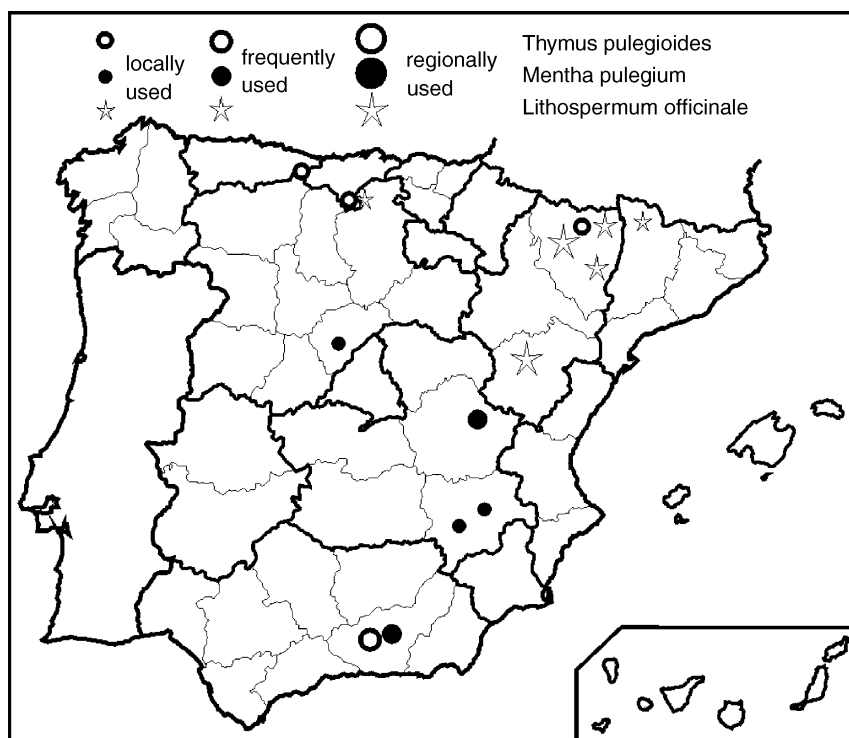 locally
used
frequently
used
regionally
used
Thymus pulegioides
Mentha pulegium
Lithospermum officinale